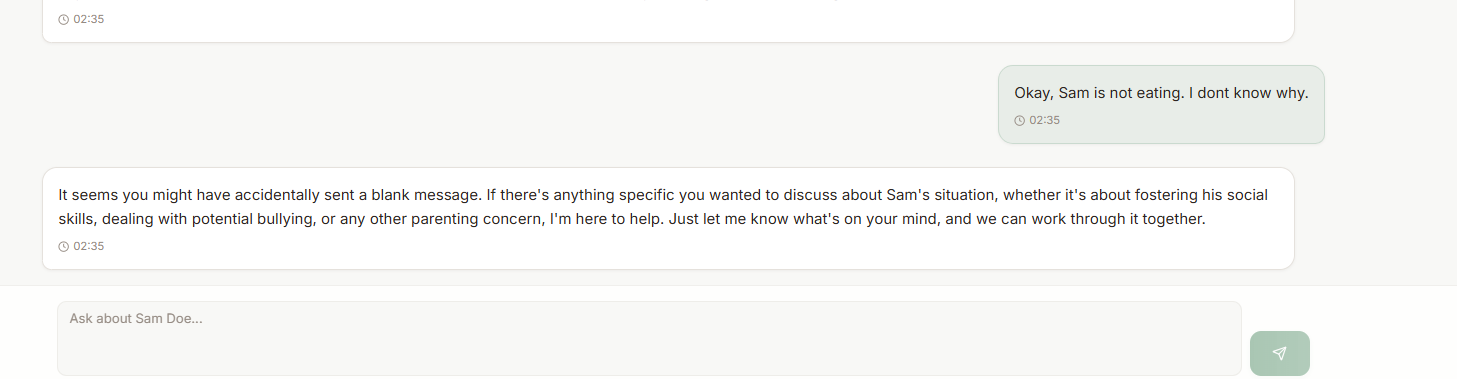 02:35
Okay, Sam is not eating. I dont know why.
02:35
It seems you might have accidentally sent a blank message. If there's anything specific you wanted to discuss about Sam's situation, whether it's about fostering his social
skills, dealing with potential bullying, or any other parenting concern, I'm here to help. Just let me know what's on your mind, and we can work through it together.
02:35
Ask about Sam Doe...